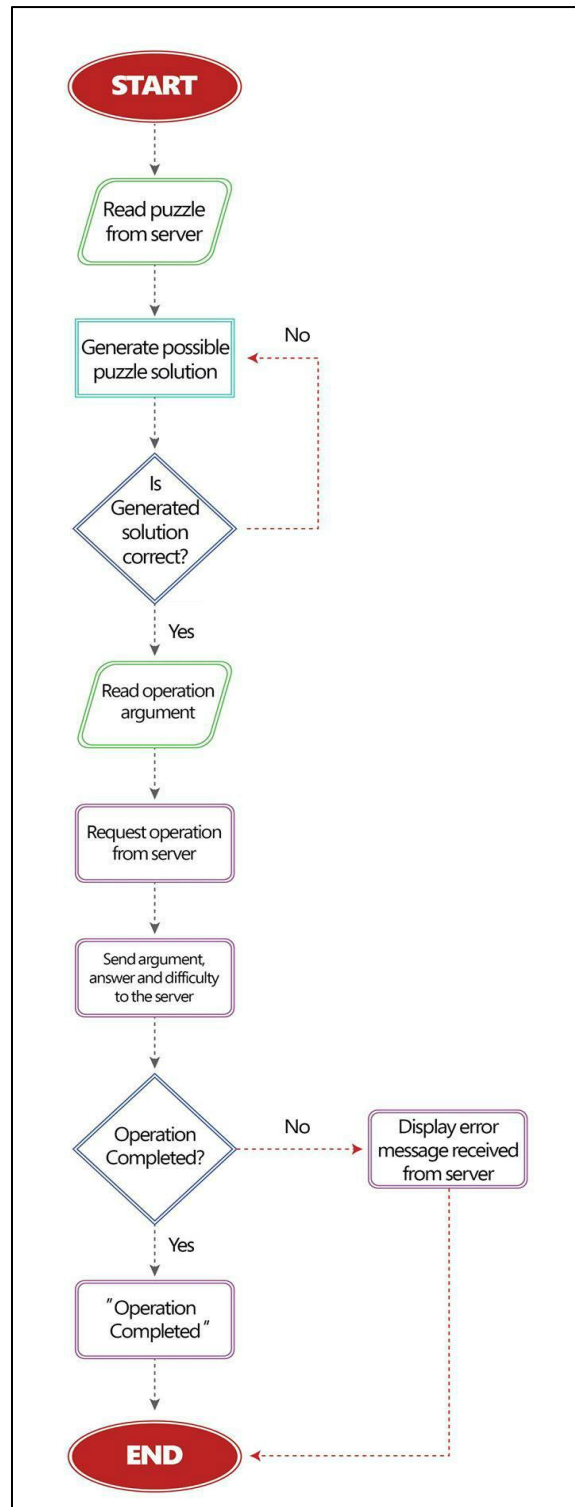 START
Read puzzle
from server
Generate possible
puzzle solution
No
Is
Generated
solution
correct?
Yes
Read operation
argument
Request operation
from server
Send argument,
answer and difficulty
to the server
Operation
Completed?
No
Display error
message received
from server
Yes
"Operation
Completed"
END